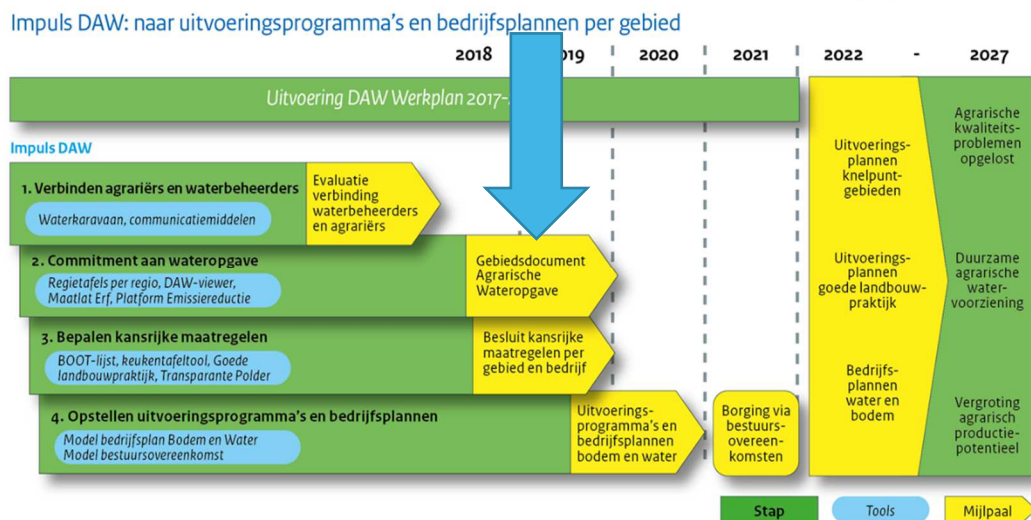 Impuls DAW: naar uitvoeringsprogramma's en bedrijfsplannen per gebied
2018 2019 2020 2021 2022 - 2027
Uitvoering DAW Werkplan 2017-
Impuls DAW
1. Verbinden agrariërs en waterbeheerders
Waterkaravaan, communicatiemiddelen
Evaluatie
verbinding
waterbeheerders
en agrariërs
2. Commitment aan wateropgave
Regietafels per regio, DAW-viewer,
Maatlat Erf, Platform Emissiereductie
Gebiedsdocument
Agrarische
Wateropgave
3. Bepalen kansrijke maatregelen
BOOT-lijst, keukentafeltool, Goede
landbouwpraktijk, Transparante Polder
Besluit kansrijke
maatregelen per
gebied en bedrijf
4. Opstellen uitvoeringsprogramma's en bedrijfsplannen
Model bedrijfsplan Bodem en Water
Model bestuursovereenkomst
Uitvoerings-
programma's en
bedrijfsplannen
bodem en water
Borging via
bestuurs-
overeen-
komsten
Uitvoerings-
plannen
knelpunt-
gebieden
Uitvoerings-
plannen
goede landbouw-
praktijk
Bedrijfs-
plannen
water en
bodem
Agrarische
kwaliteits-
problemen
opgelost
Duurzame
agrarische
water-
voorziening
Vergroting
agrarisch
productie-
potentieel
Stap
Tools
Mijlpaal